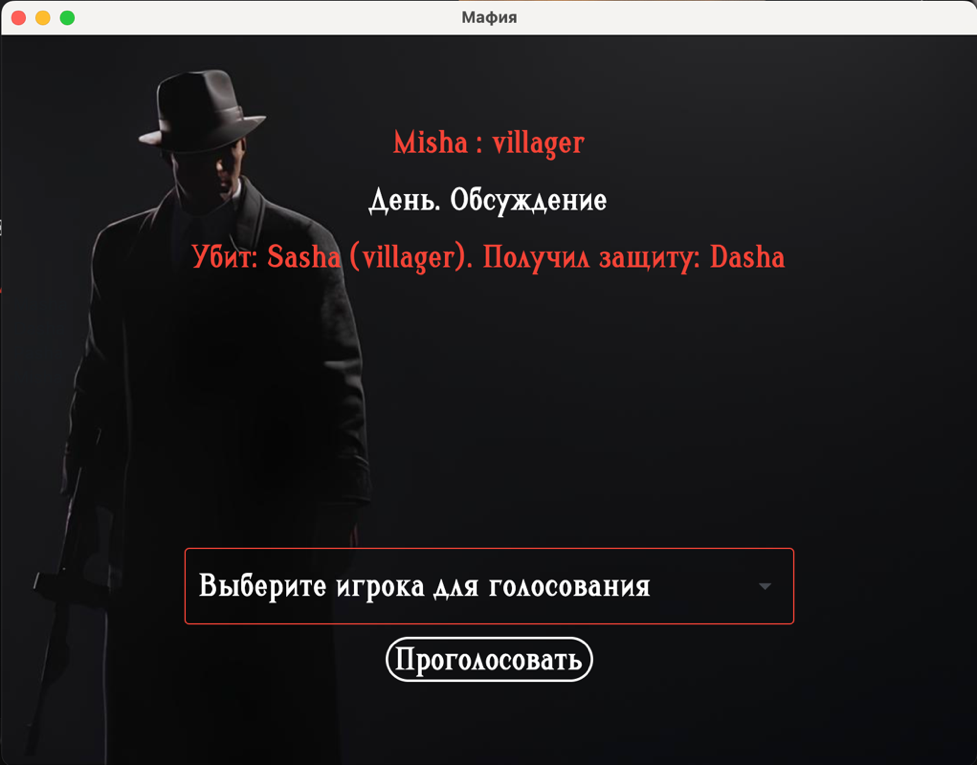 Мафия
Misha : villager
День. Обсуждение
Убит: Sasha (villager). Получил защиту: Dasha
Выберите игрока для голосования
Проголосовать